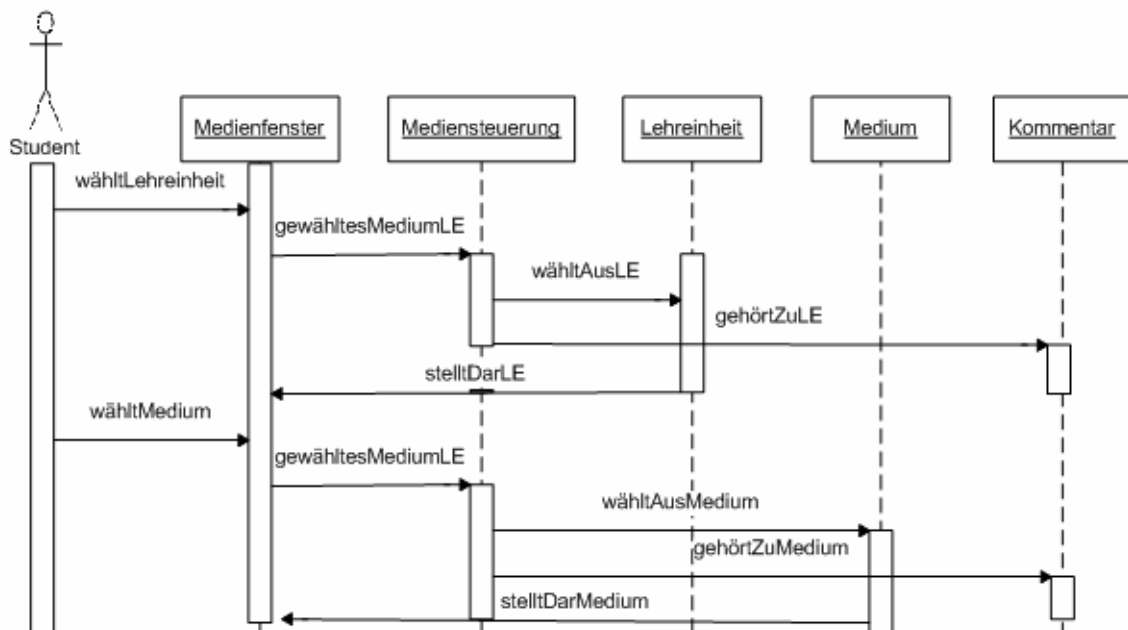 Medienfenster
Mediensteuerung
Lehreinheit
Medium
Kommentar
Student
wähltLehreinheit
gewähltesMediumLE
wähltAusLE
gehörtZuLE
stelltDarLE
wähltMedium
gewähltesMediumLE
wähltAusMedium
gehörtZuMedium
stelltDarMedium